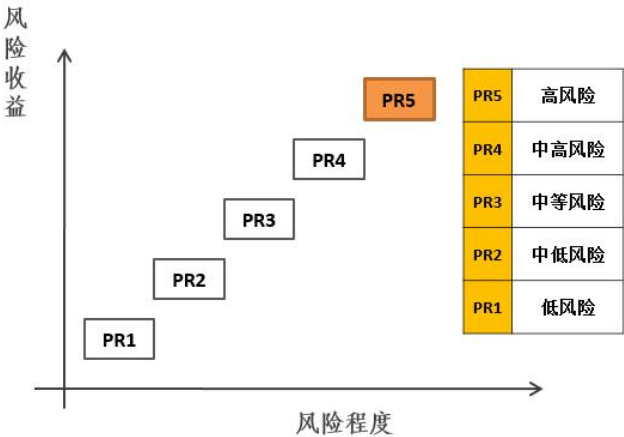 风险收益
PR5
PR4
PR3
PR2
PR1
风险程度
PR5 高风险
PR4 中高风险
PR3 中等风险
PR2 中低风险
PR1 低风险